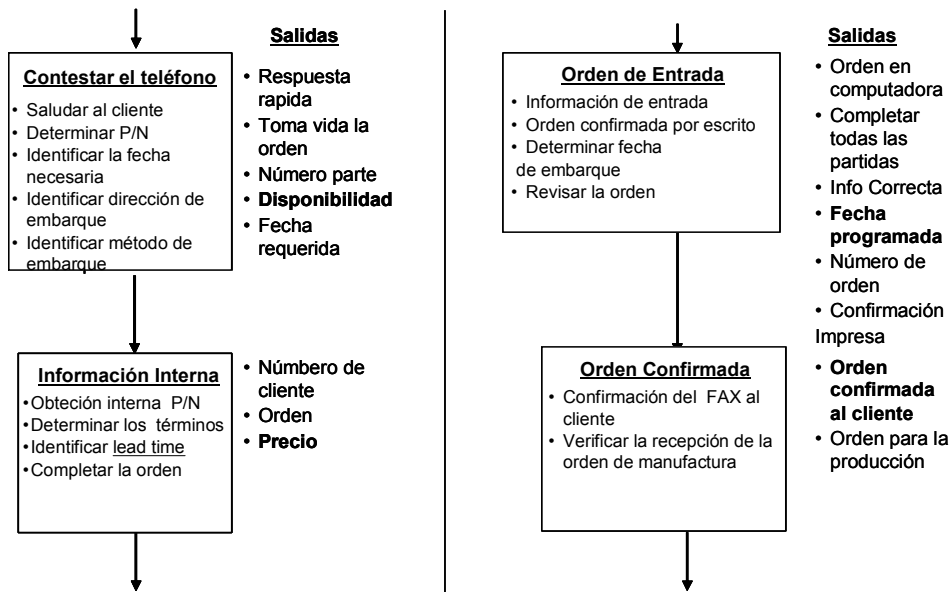 Salidas
Contestar el teléfono
• Saludar al cliente
• Determinar P/N
• Identificar la fecha
necesaria
• Identificar dirección de
embarque
• Identificar método de
embarque
• Respuesta
rapida
• Toma vida la
orden
• Número parte
• Disponibilidad
• Fecha
requerida
Información Interna
•Obteción interna P/N
•Determinar los términos
•Identificar lead time
•Completar la orden
• Númbero de
cliente
• Orden
• Precio
Salidas
Orden de Entrada
• Información de entrada
• Orden confirmada por escrito
• Determinar fecha
de embarque
• Revisar la orden
• Orden en
computadora
• Completar
todas las
partidas
• Info Correcta
• Fecha
programada
• Número de
orden
• Confirmación
Impresa
Orden Confirmada
• Confirmación del FAX al
cliente
• Verificar la recepción de la
orden de manufactura
• Orden
confirmada
al cliente
• Orden para la
producción